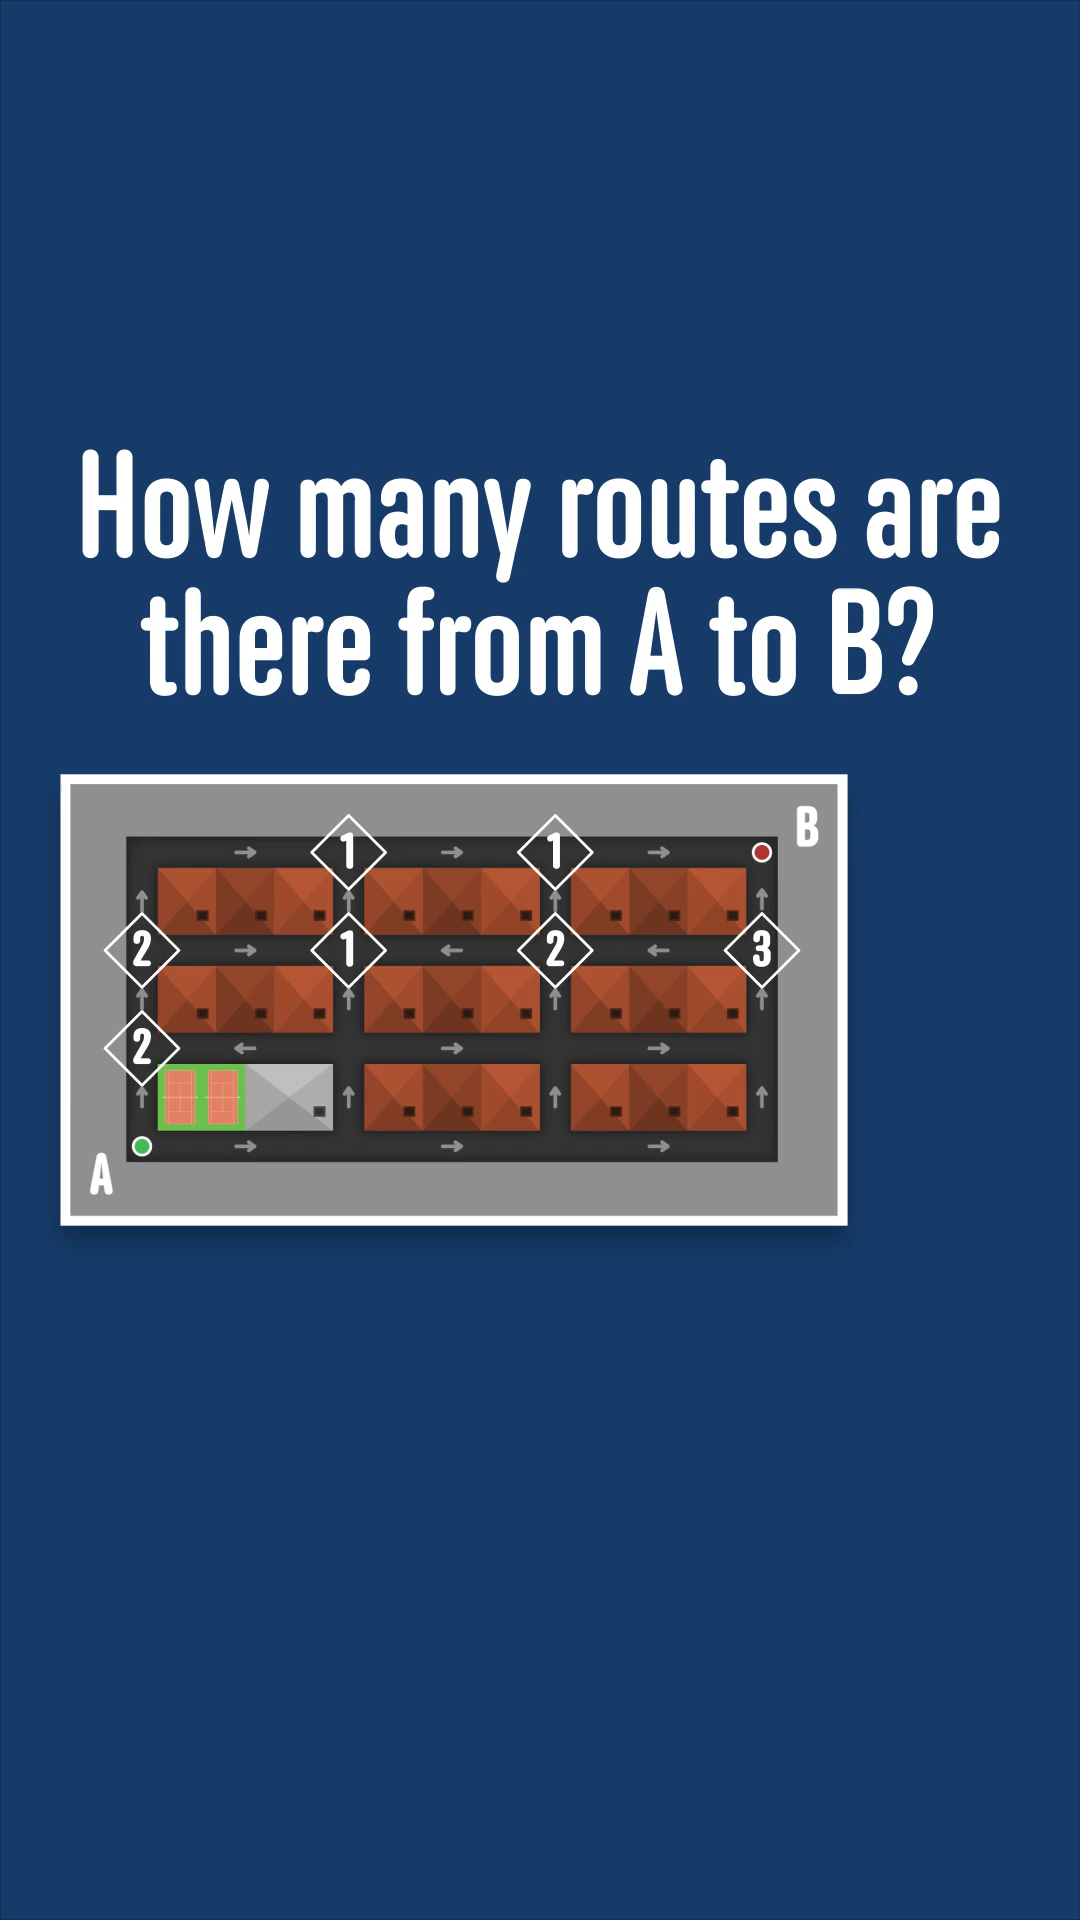 How many routes are
there from A to B?
B
1 1
2 1 2 3
2
A